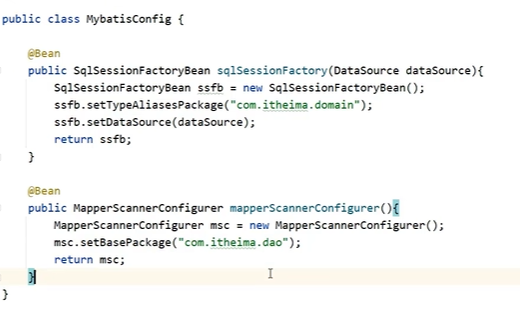 public class MybatisConfig {
@Bean
public SqlSessionFactoryBean sqlSessionFactory(DataSource dataSource){
SqlSessionFactoryBean ssfb = new SqlSessionFactoryBean();
ssfb.setTypeAliasesPackage("com.itheima.domain");
ssfb.setDataSource(dataSource);
return ssfb;
}
@Bean
public MapperScannerConfigurer mapperScannerConfigurer(){
MapperScannerConfigurer msc = new MapperScannerConfigurer();
msc.setBasePackage("com.itheima.dao");
return msc;
}
}